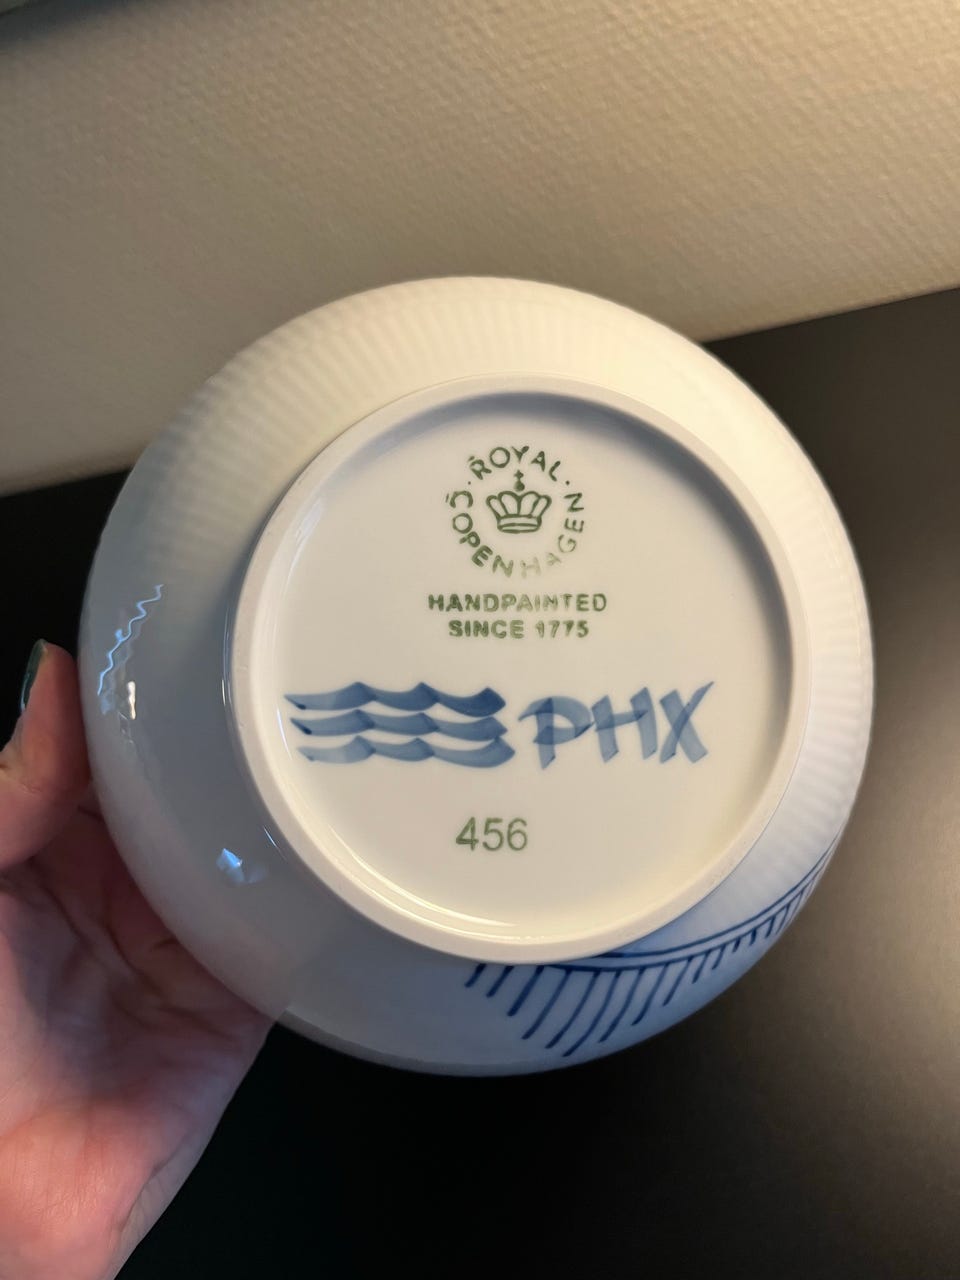 ROYAL
COPENHAGEN
HANDPAINTED
SINCE 1775
PHX
456